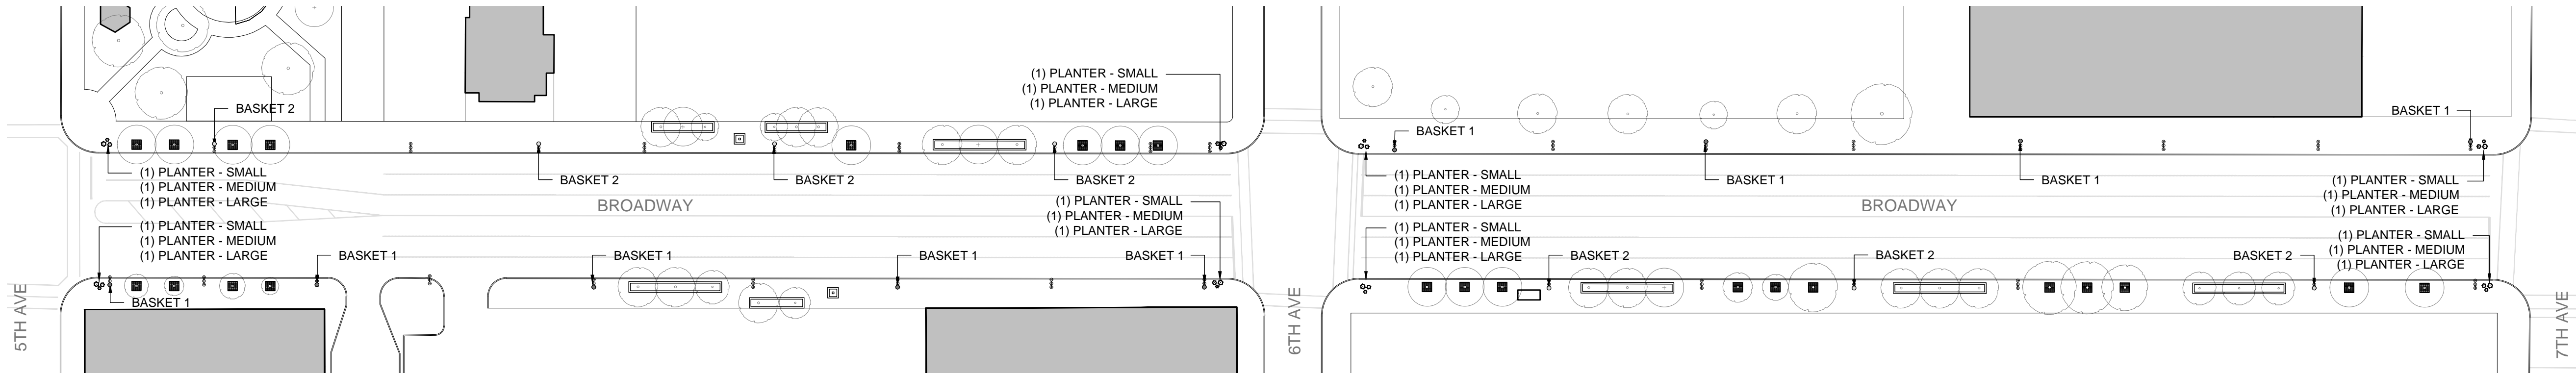 (1) PLANTER - SMALL
(1) PLANTER - MEDIUM
(1) PLANTER - LARGE
BASKET 2
BASKET 1
BASKET 1
(1) PLANTER - SMALL
(1) PLANTER - MEDIUM
(1) PLANTER - LARGE
BASKET 2
BASKET 2
BASKET 2
(1) PLANTER - SMALL
(1) PLANTER - MEDIUM
(1) PLANTER - LARGE
BASKET 1
BASKET 1
(1) PLANTER - SMALL
(1) PLANTER - MEDIUM
(1) PLANTER - LARGE
BROADWAY
(1) PLANTER - SMALL
(1) PLANTER - MEDIUM
(1) PLANTER - LARGE
BROADWAY
(1) PLANTER - SMALL
(1) PLANTER - MEDIUM
(1) PLANTER - LARGE
(1) PLANTER - SMALL
(1) PLANTER - MEDIUM
(1) PLANTER - LARGE
(1) PLANTER - SMALL
(1) PLANTER - MEDIUM
(1) PLANTER - LARGE
BASKET 1
BASKET 1
BASKET 1
BASKET 1
BASKET 2
BASKET 2
BASKET 2
BASKET 1
5TH AVE
6TH AVE
7TH AVE